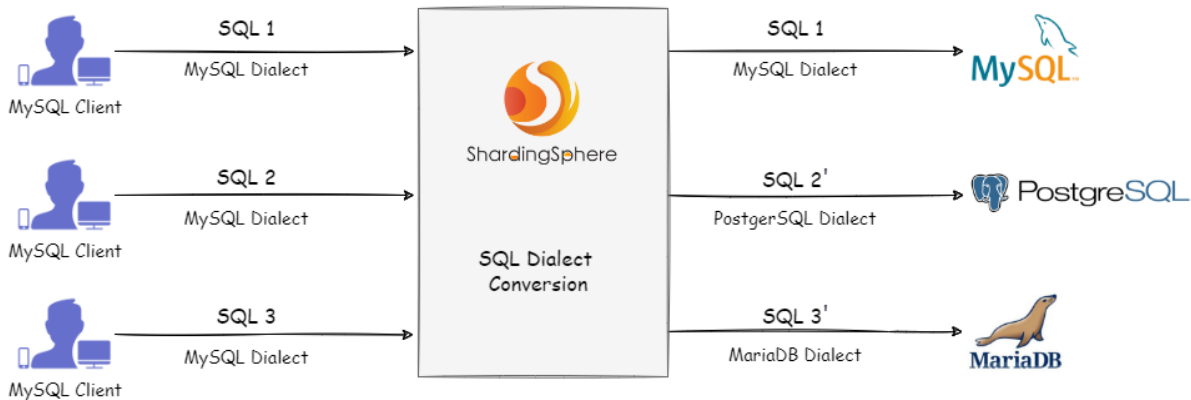 SQL 1
MySQL Dialect
MySQL Client
SQL 2
MySQL Dialect
MySQL Client
SQL 3
MySQL Dialect
MySQL Client
ShardingSphere
SQL Dialect
Conversion
SQL 1
MySQL Dialect
MySQL™
SQL 2'
PostgerSQL Dialect
PostgreSQL
SQL 3'
MariaDB Dialect
MariaDB